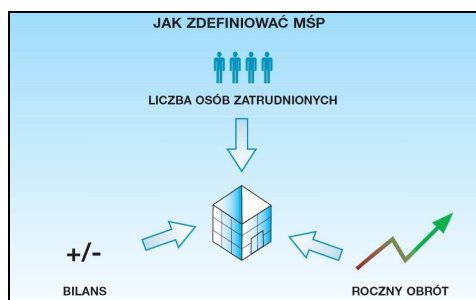 JAK ZDEFINIOWAĆ MŚP
LICZBA OSÓB ZATRUDNIONYCH
+/-
BILANS
ROCZNY OBRÓT